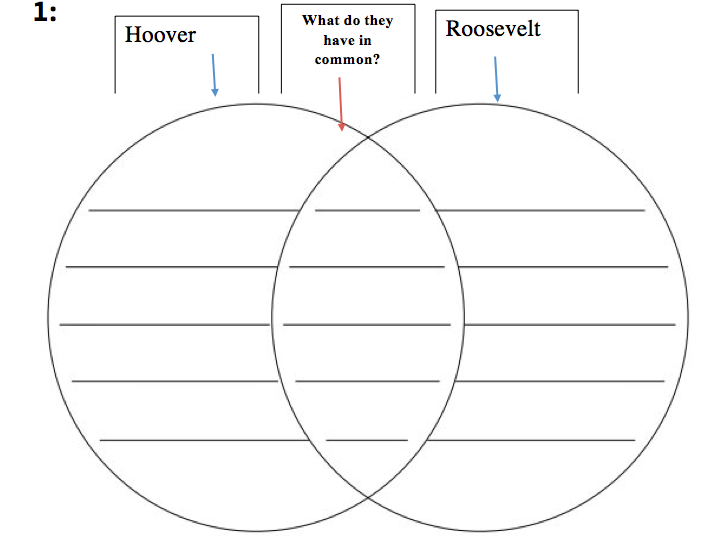 1:
Hoover
What do they
have in
common?
Roosevelt